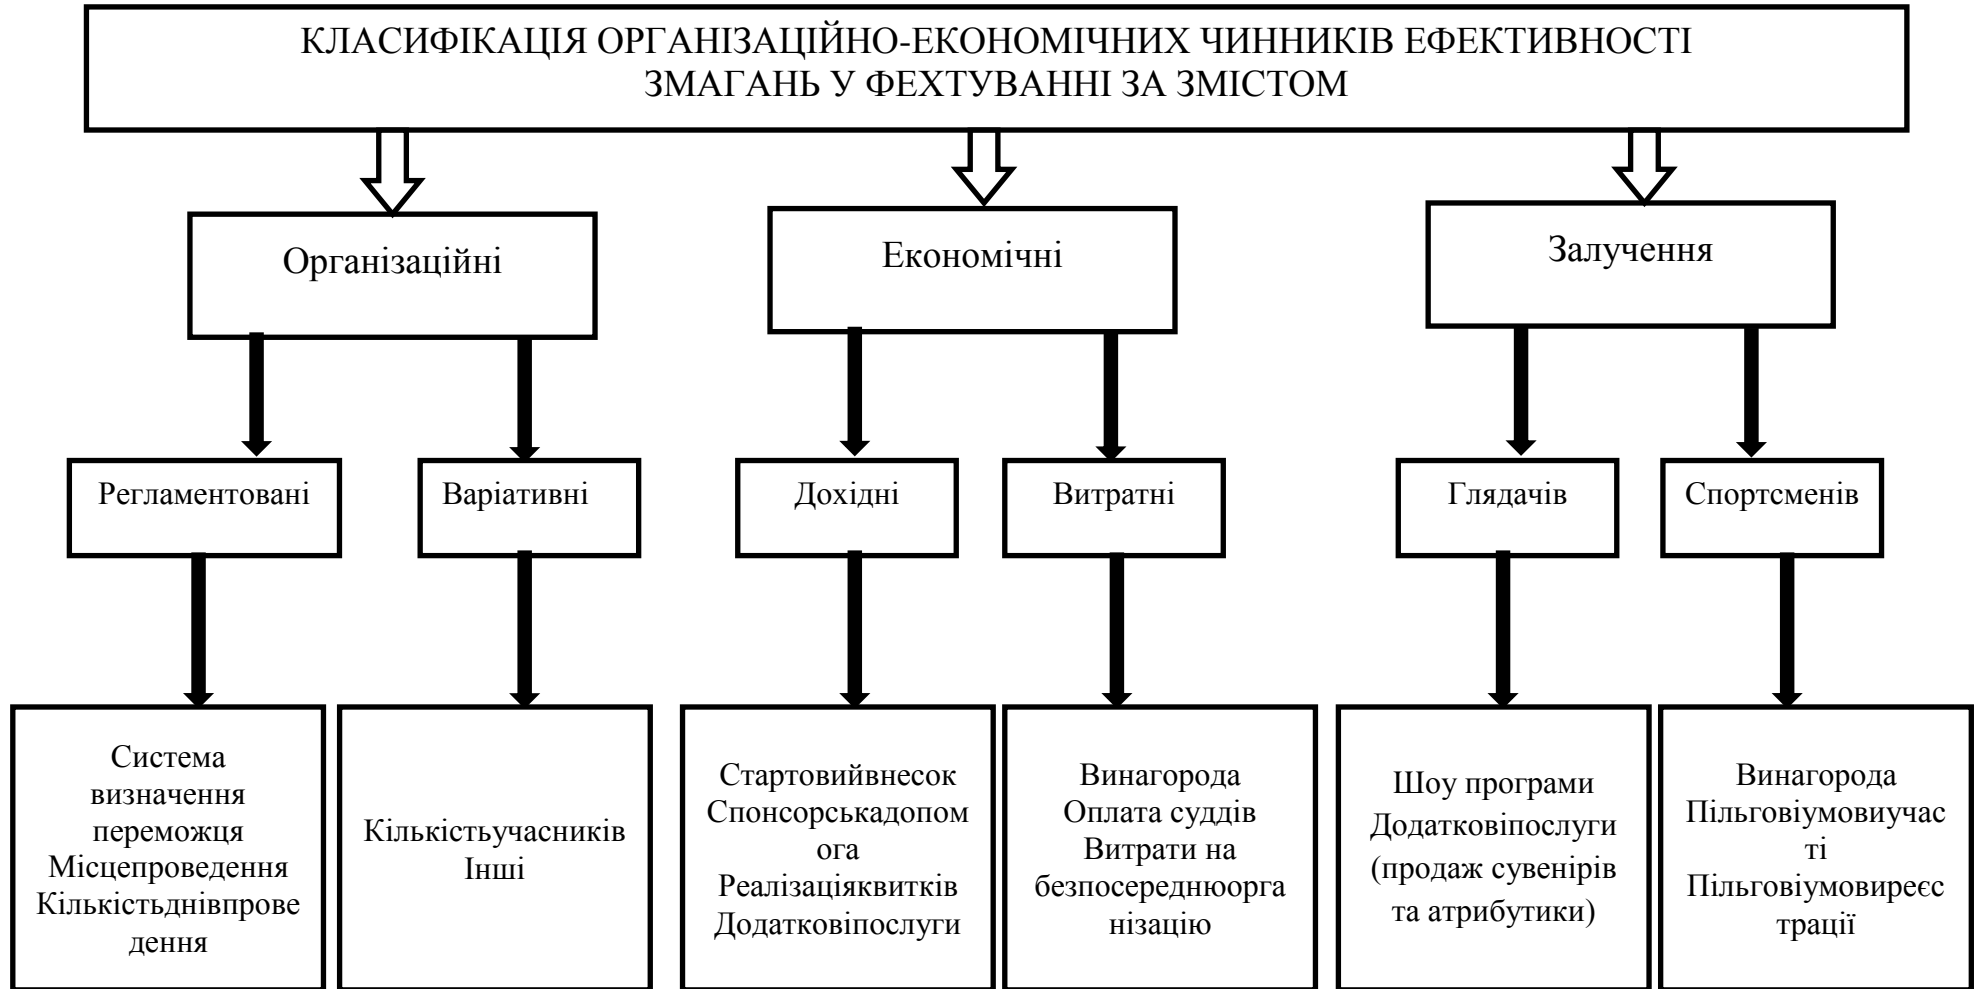 КЛАСИФІКАЦІЯ ОРГАНІЗАЦІЙНО-ЕКОНОМІЧНИХ ЧИННИКІВ ЕФЕКТИВНОСТІ
ЗМАГАНЬ У ФЕХТУВАННІ ЗА ЗМІСТОМ
Організаційні
Економічні
Залучення
Регламентовані
Варіативні
Дохідні
Витратні
Глядачів
Спортсменів
Система
визначення
переможця
Місцепроведення
Кількістьднівпрове
дення
Кількістьучасників
Інші
Стартовийвнесок
Спонсорськадопом
ога
Реалізаціяквитків
Додатковіпослуги
Винагорода
Оплата суддів
Витрати на
безпосереднюорга
нізацію
Шоу програми
Додатковіпослуги
(продаж сувенірів
та атрибутики)
Винагорода
Пільговіумовиучас
ті
Пільговіумовиреєс
трації